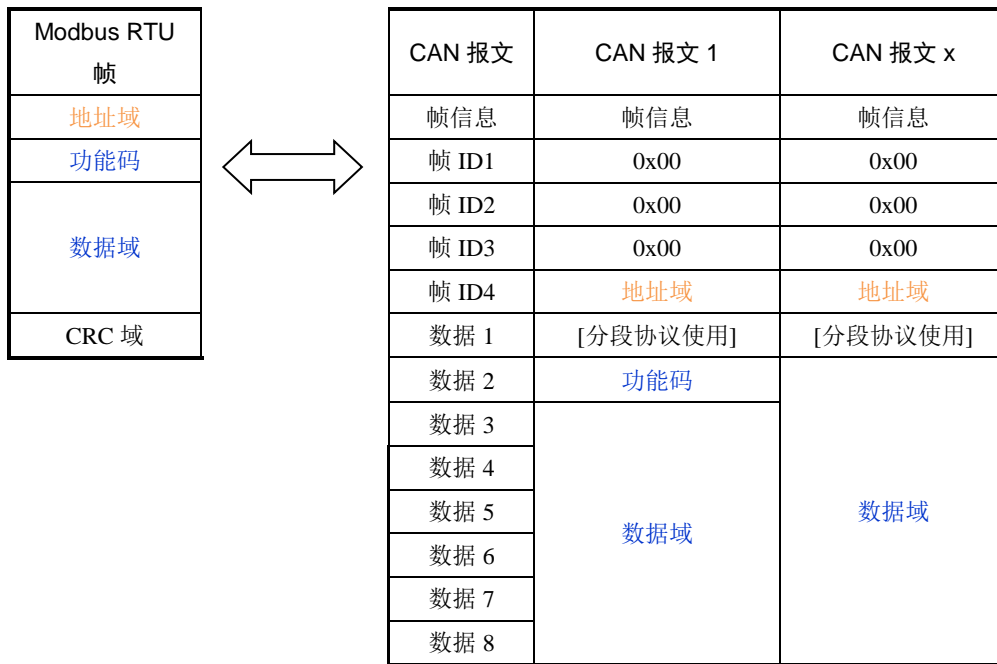 Modbus RTU
帧
地址域
功能码
数据域
CRC 域
CAN 报文 CAN 报文 1 CAN 报文 x
帧信息 帧信息 帧信息
帧 ID1 0x00 0x00
帧 ID2 0x00 0x00
帧 ID3 0x00 0x00
帧 ID4 地址域 地址域
数据 1 [分段协议使用] [分段协议使用]
数据 2 功能码
数据 3
数据 4
数据 5 数据域
数据域
数据 6
数据 7
数据 8